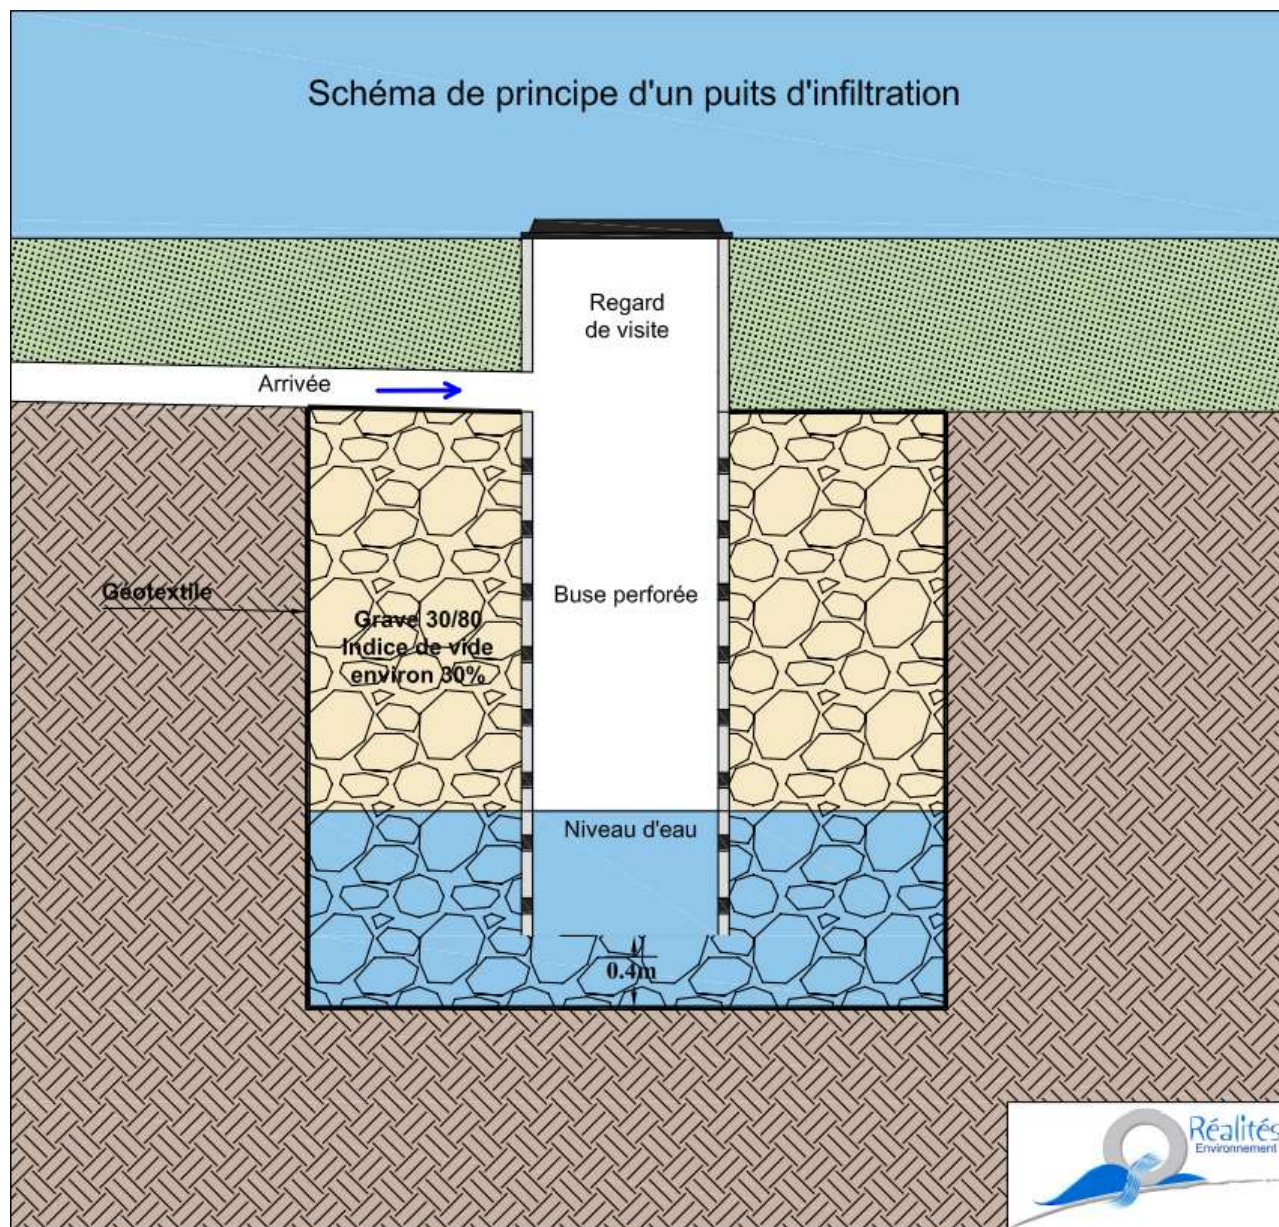 Schéma de principe d'un puits d'infiltration
Regard
de visite
Arrivée
Géotextile
Buse perforée
Grave 30/80
Indice de vide
environ 30%
Niveau d'eau
0.4m
Réalités
Environnement